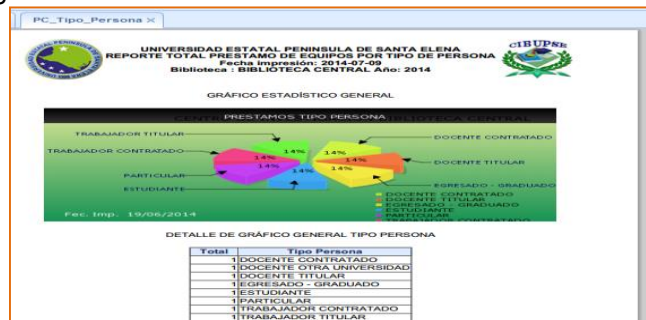 PC_Tipo_Persona ×
UNIVERSIDAD ESTATAL PENINSULA DE SANTA ELENA
REPORTE TOTAL PRESTAMO DE EQUIPOS POR TIPO DE PERSONA
Fecha impresión: 2014-07-09
Biblioteca : BIBLIOTECA CENTRAL Año: 2014
CIBUPSE
GRÁFICO ESTADÍSTICO GENERAL
PRESTAMOS TIPO PERSONA
TRABAJADOR TITULAR
DOCENTE CONTRATADO
TRABAJADOR CONTRATADO
14%
14%
14%
14%
DOCENTE TITULAR
PARTICULAR
14%
14%
14%
ESTUDIANTE
EGRESADO - GRADUADO
DOCENTE CONTRATADO
DOCENTE TITULAR
EGRESADO - GRADUADO
ESTUDIANTE
PARTICULAR
TRABAJADOR CONTRATADO
Fec. Imp. 19/06/2014
DETALLE DE GRÁFICO GENERAL TIPO PERSONA
Total Tipo Persona
1 DOCENTE CONTRATADO
1 DOCENTE OTRA UNIVERSIDAD
1 DOCENTE TITULAR
1 EGRESADO - GRADUADO
1 ESTUDIANTE
1 PARTICULAR
1 TRABAJADOR CONTRATADO
1 TRABAJADOR TITULAR